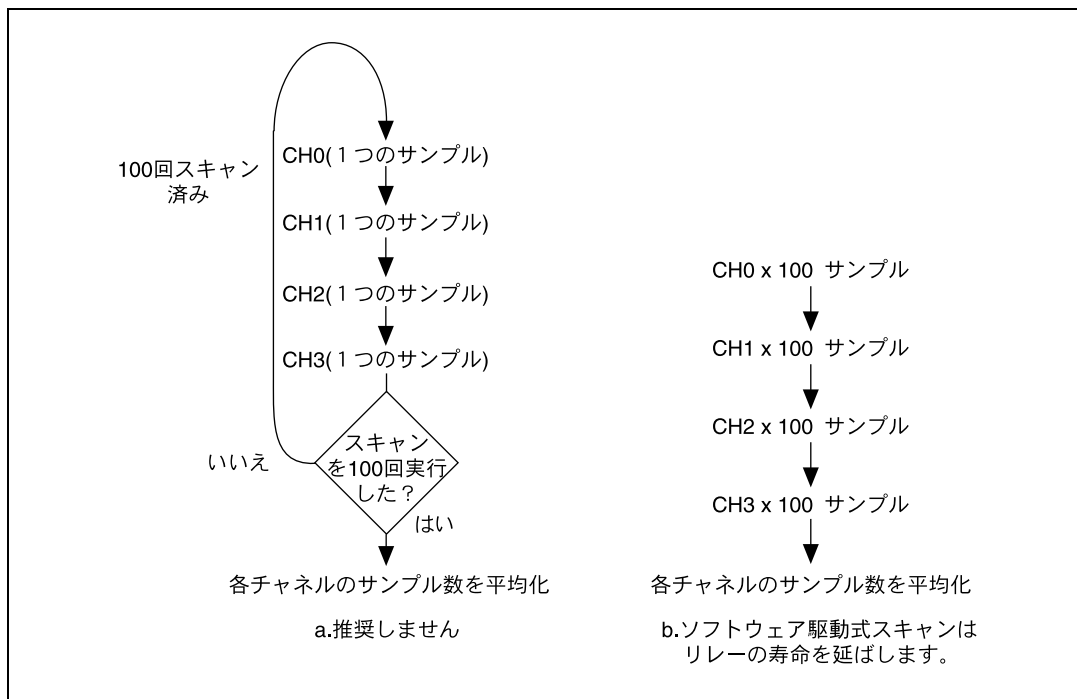 100回スキャン
済み
CH0(１つのサンプル)
CH1(１つのサンプル)
CH2(１つのサンプル)
CH3(１つのサンプル)
スキャン
を100回実行
した？
いいえ
はい
各チャネルのサンプル数を平均化
a.推奨しません
CH0 x 100 サンプル
CH1 x 100 サンプル
CH2 x 100 サンプル
CH3 x 100 サンプル
各チャネルのサンプル数を平均化
b.ソフトウェア駆動式スキャンは
リレーの寿命を延ばします。